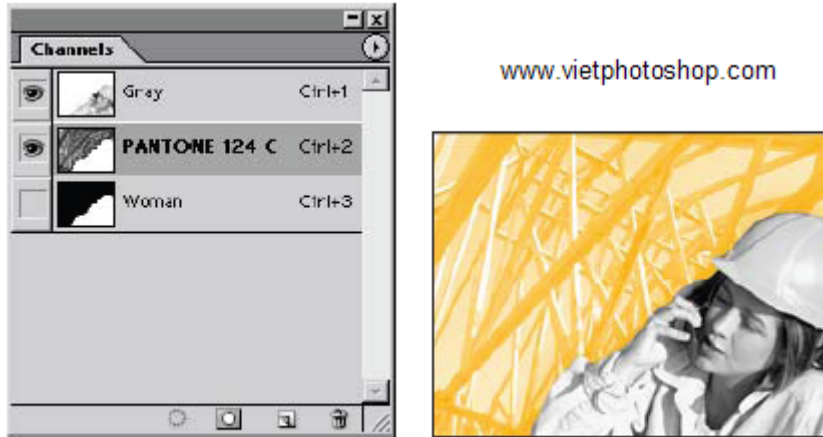 Channels
Gray Ctrl+1
PANTONE 124 C Ctrl+2
Woman Ctrl+3
www.vietphotoshop.com